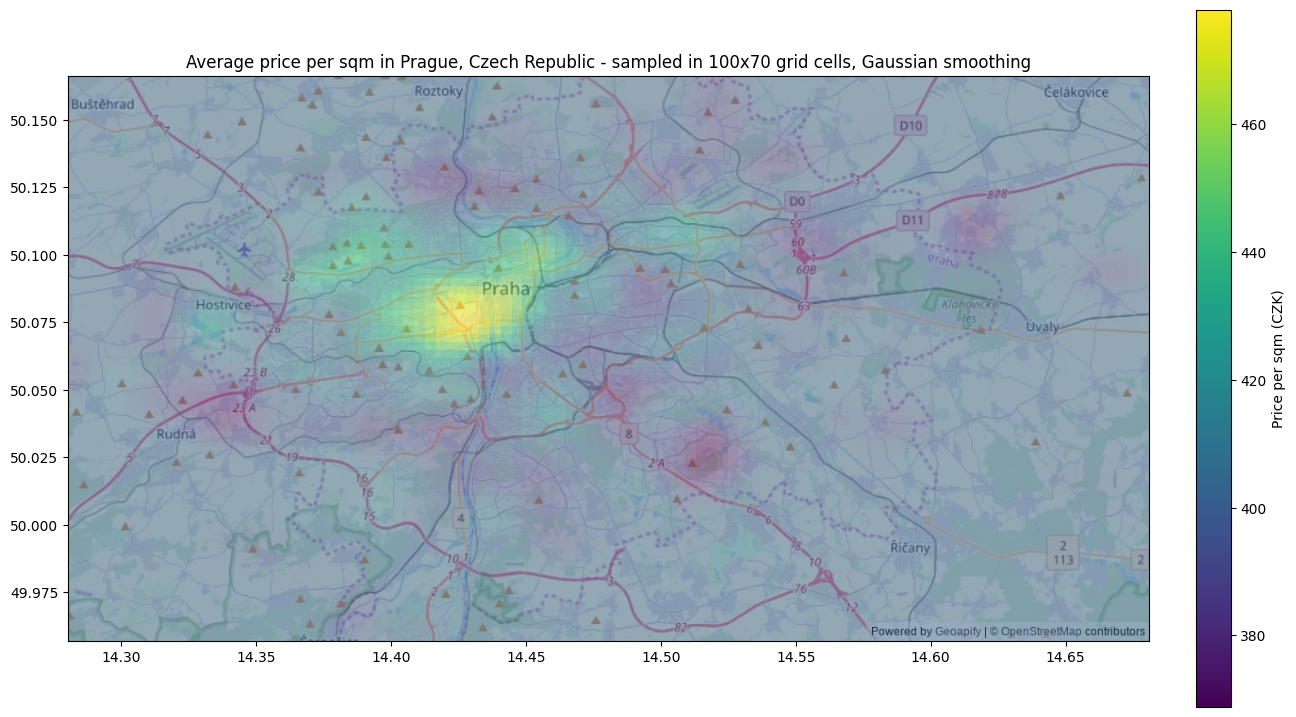 Average price per sqm in Prague, Czech Republic - sampled in 100x70 grid cells, Gaussian smoothing
Buštěhrad
Roztoky
Čelákovice
50.150
50.125
50.100
50.075
50.050
50.025
50.000
49.975
7
7
5
3
2
28
7
26
23 B
23 A
21
19
16
16
15
5
D10
3
D0
828
D11
59
60
60B
63
Praha
Praha
Hostivice
Klánovický
les
Úvaly
Rudná
8
2 A
6
6
4
10
1
1
2
3
82
78
10
76
12
Říčany
2
113
2
Powered by Geoapify | © OpenStreetMap contributors
14.30
14.35
14.40
14.45
14.50
14.55
14.60
14.65
460
440
420
400
380
Price per sqm (CZK)